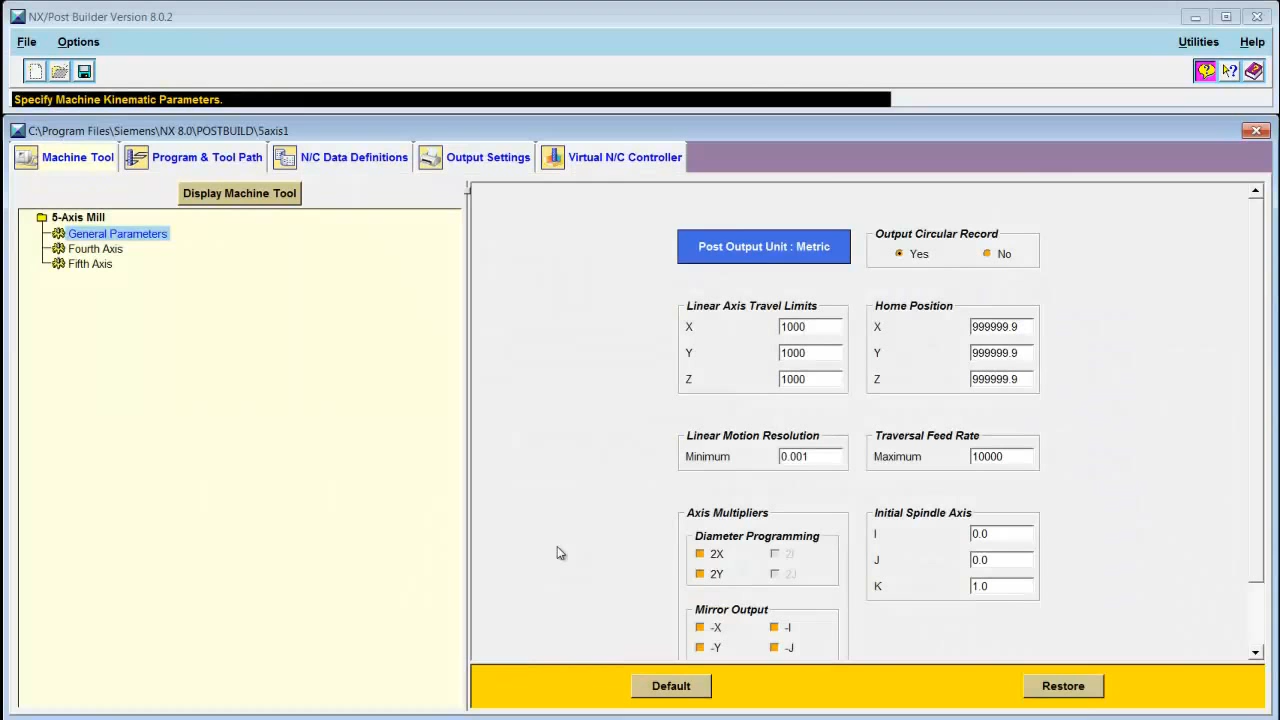 NX/Post Builder Version 8.0.2
File Options Utilities Help
Specify Machine Kinematic Parameters.
C:\Program Files\Siemens\NX 8.0\POSTBUILD\5axis1
Machine Tool Program & Tool Path N/C Data Definitions Output Settings Virtual N/C Controller
Display Machine Tool
5-Axis Mill
General Parameters
Fourth Axis
Fifth Axis
Post Output Unit : Metric
Output Circular Record
Yes No
Linear Axis Travel Limits
X 1000
Y 1000
Z 1000
Home Position
X 999999.9
Y 999999.9
Z 999999.9
Linear Motion Resolution
Minimum 0.001
Traversal Feed Rate
Maximum 10000
Axis Multipliers
Diameter Programming
2X 2I
2Y 2J
Mirror Output
-X -I
-Y -J
Initial Spindle Axis
I 0.0
J 0.0
K 1.0
Default Restore